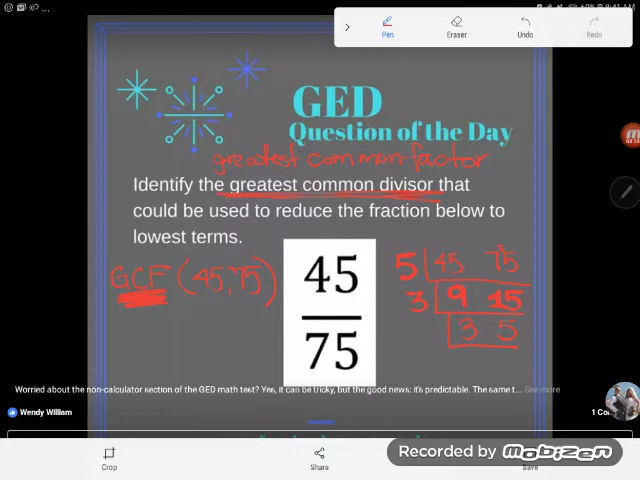 Pen
Eraser
Undo
Redo
GED
Question of the Day
greatest common factor
Identify the greatest common divisor that
could be used to reduce the fraction below to
lowest terms.
GCF (45, 75)
45
75
5 45 75
3 9 15
3 5
Worried about the non-calculator section of the GED math test? Yes, it can be tricky, but the good news: it's predictable. The same t... See more
Wendy William
Crop
Share
Save
Recorded by Mobizen